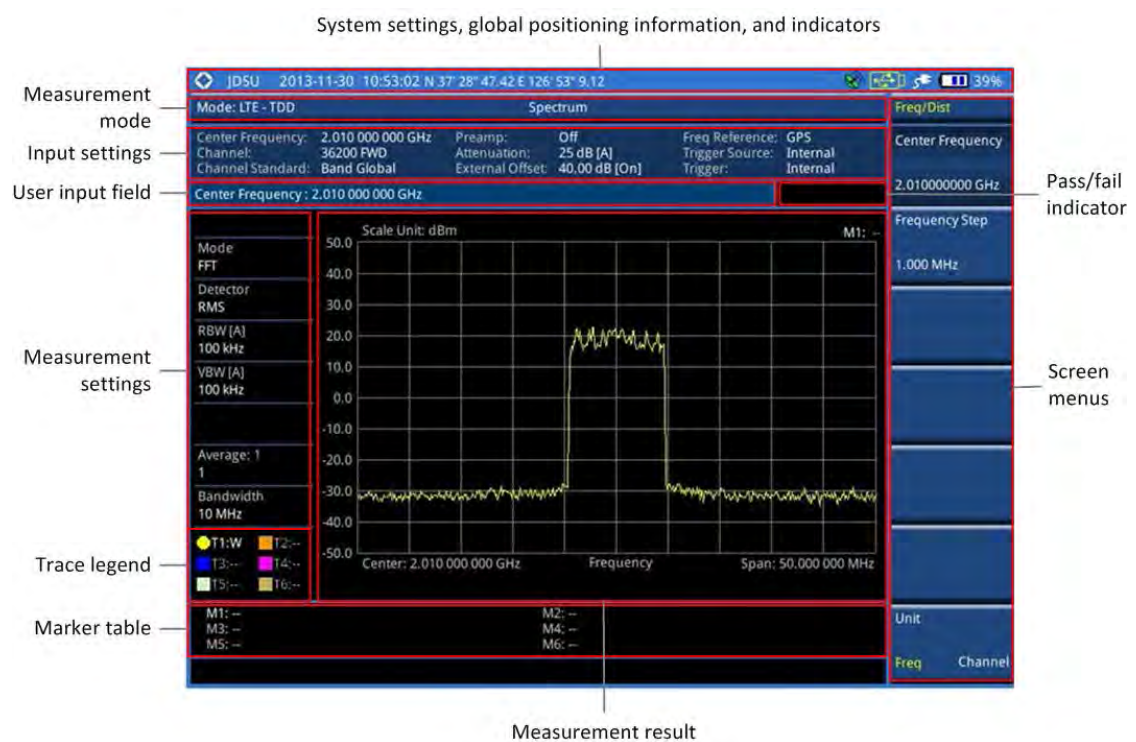 System settings, global positioning information, and indicators
JDSU 2013-11-30 10:53:02 N 37' 28" 47.42 E 126' 53" 9.12 39%
Measurement mode
Mode: LTE - TDD Spectrum Freq/Dist
Input settings
Center Frequency: 2.010 000 000 GHz Preamp: Off Freq Reference: GPS
Channel: 36200 FWD Attenuation: 25 dB [A] Trigger Source: Internal
Channel Standard: Band Global External Offset: 40.00 dB [On] Trigger: Internal
Center Frequency
2.010000000 GHz
User input field
Center Frequency : 2.010 000 000 GHz
Pass/fail
indicator
Frequency Step
1.000 MHz
Scale Unit: dBm M1: --
Measurement
settings
Mode
FFT
Detector
RMS
RBW [A]
100 kHz
VBW [A]
100 kHz
Average: 1
1
Bandwidth
10 MHz
50.0
40.0
30.0
20.0
10.0
0.0
-10.0
-20.0
-30.0
-40.0
-50.0
Center: 2.010 000 000 GHz Frequency Span: 50.000 000 MHz
Screen
menus
Trace legend
T1:W T2:--
T3:-- T4:--
T5:-- T6:--
Marker table
M1: -- M2: --
M3: -- M4: --
M5: -- M6: --
Unit
Freq Channel
Measurement result